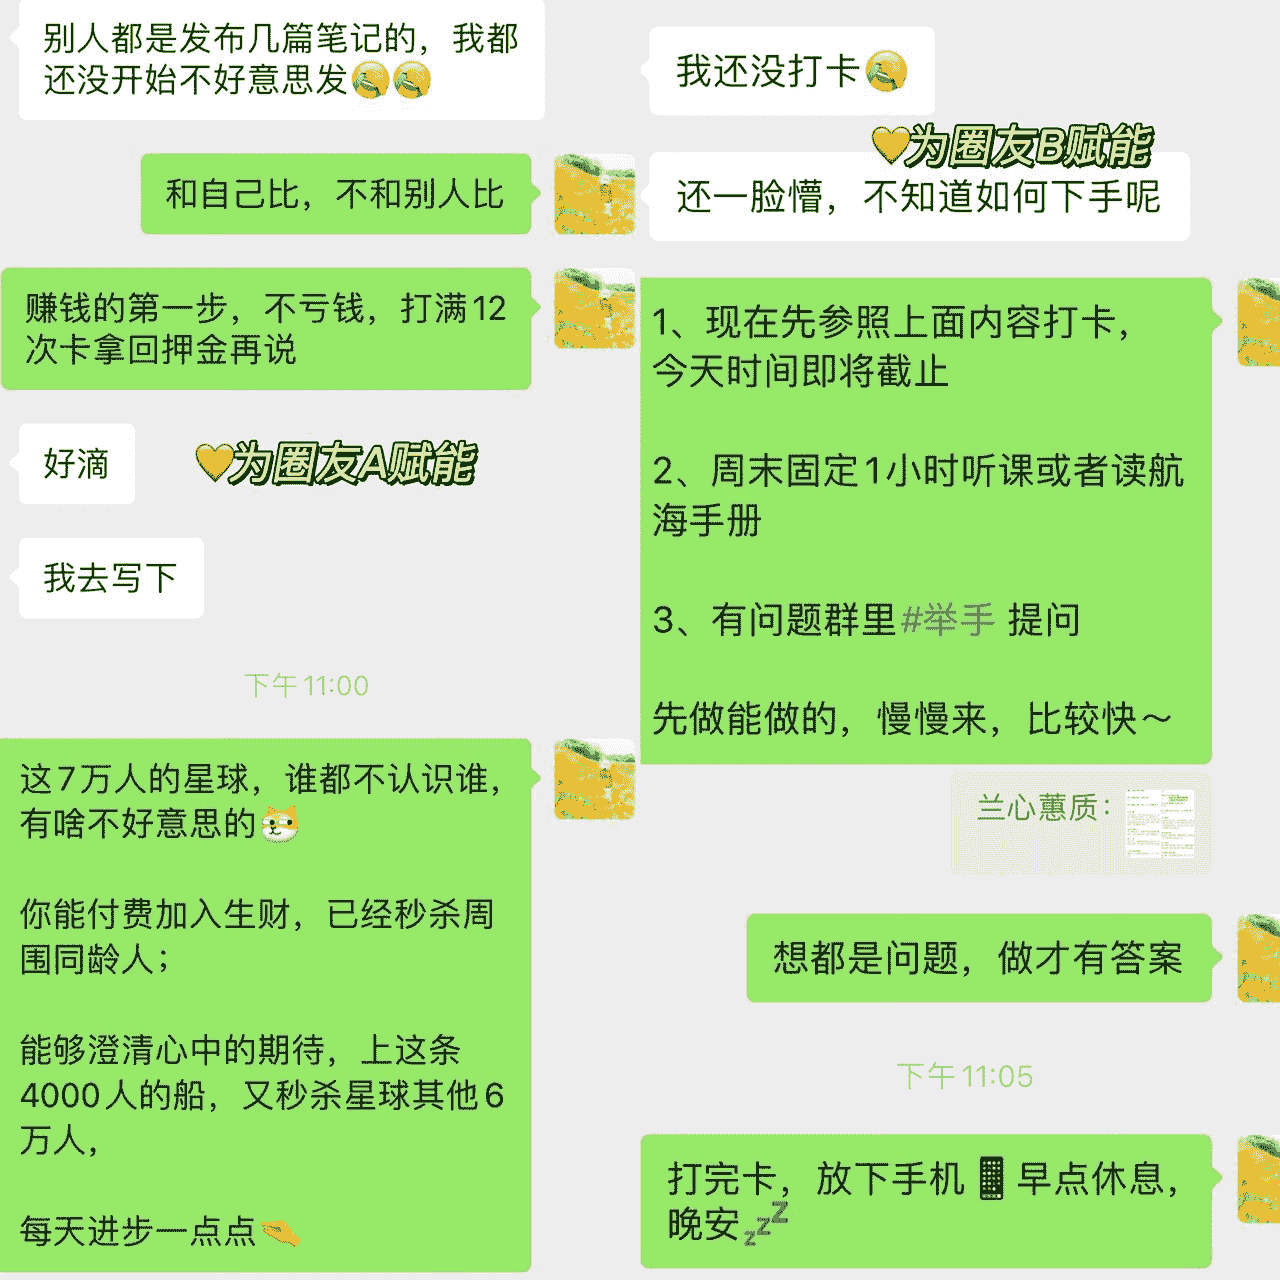 别人都是发布几篇笔记的，我都
还没开始不好意思发
和自己比，不和别人比
赚钱的第一步，不亏钱，打满12
次卡拿回押金再说
好滴
为圈友A赋能
我去写下
下午11:00
这7万人的星球，谁都不认识谁，
有啥不好意思的
你能付费加入生财，已经秒杀周
围同龄人；
能够澄清心中的期待，上这条
4000人的船，又秒杀星球其他6
万人，
每天进步一点点
我还没打卡
为圈友B赋能
还一脸懵，不知道如何下手呢
1、现在先参照上面内容打卡，
今天时间即将截止
2、周末固定1小时听课或者读航
海手册
3、有问题群里#举手 提问
先做能做的，慢慢来，比较快～
兰心蕙质：
想都是问题，做才有答案
下午11:05
打完卡，放下手机📱早点休息，
晚安💤